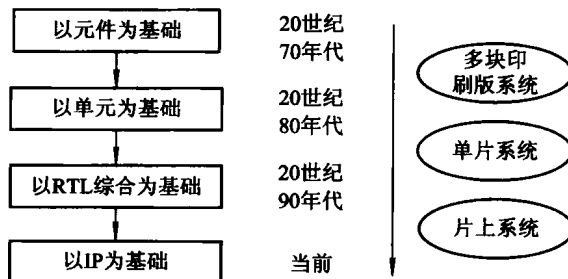 以元件为基础
20世纪
70年代
多块印
刷版系统
以单元为基础
20世纪
80年代
单片系统
以RTL综合为基础
20世纪
90年代
片上系统
以IP为基础
当前